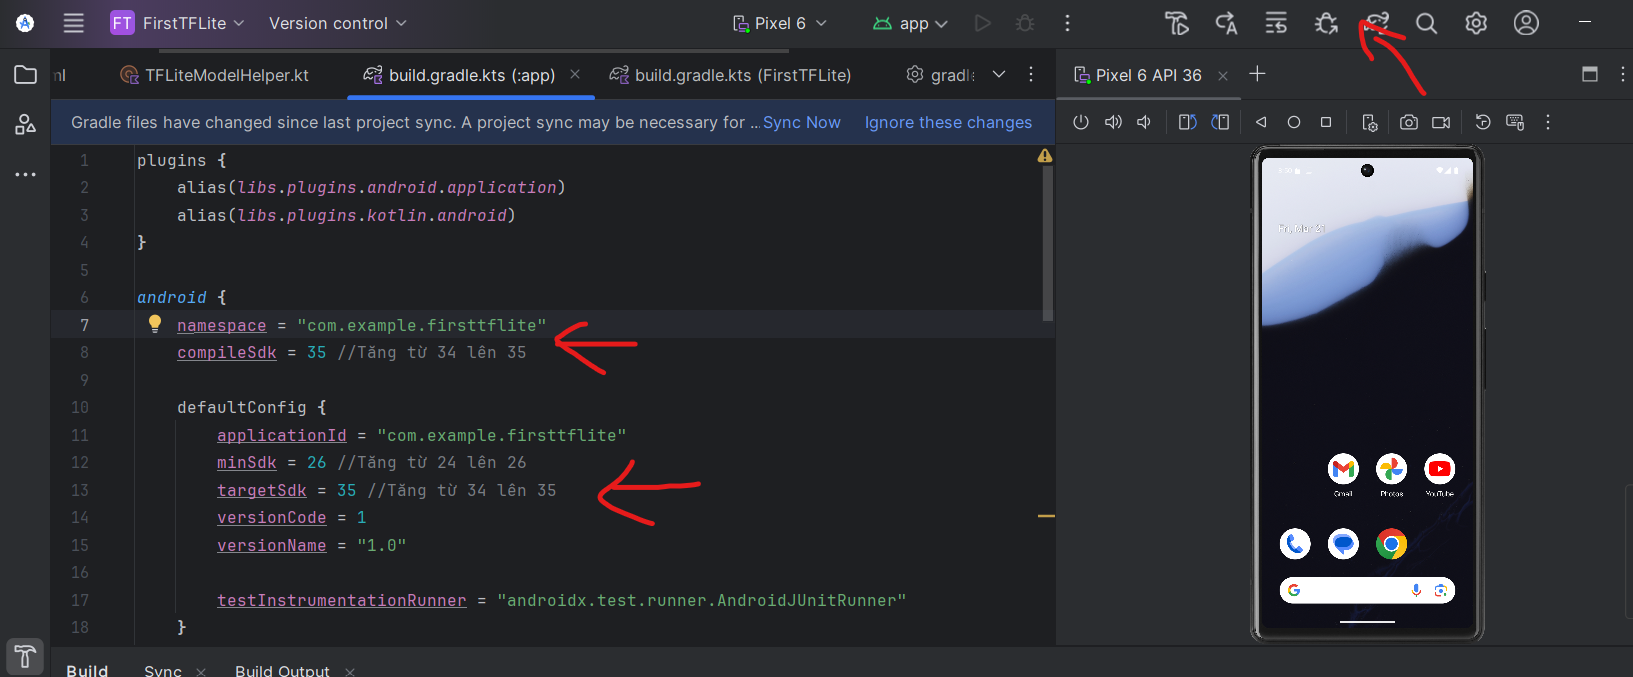 FT FirstTFLite Version control Pixel 6 app
ml TFLiteModelHelper.kt build.gradle.kts (:app) build.gradle.kts (FirstTFLite) gradle Pixel 6 API 36
Gradle files have changed since last project sync. A project sync may be necessary for ... Sync Now Ignore these changes
1 plugins {
2 alias(libs.plugins.android.application)
3 alias(libs.plugins.kotlin.android)
4 }
5
6 android {
7 namespace = "com.example.firsttflite"
8 compileSdk = 35 //Tăng từ 34 lên 35
9
10 defaultConfig {
11 applicationId = "com.example.firsttflite"
12 minSdk = 26 //Tăng từ 24 lên 26
13 targetSdk = 35 //Tăng từ 34 lên 35
14 versionCode = 1
15 versionName = "1.0"
16
17 testInstrumentationRunner = "androidx.test.runner.AndroidJUnitRunner"
18 }
Build Sync Build Output
Fri, Mar 21
Gmail Photos YouTube